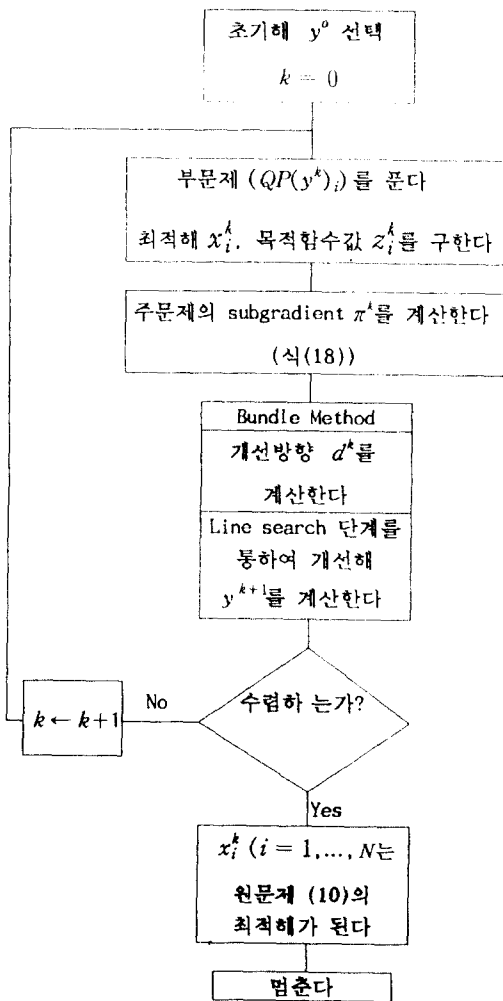 초기해 y⁰ 선택
k = 0
부문제 (QP(yᵏ)ᵢ)를 푼다
최적해 xᵢᵏ, 목적함수값 zᵢᵏ를 구한다
주문제의 subgradient πᵏ를 계산한다
(식(18))
Bundle Method
개선방향 dᵏ를
계산한다
Line search 단계를
통하여 개선해
yᵏ⁺¹를 계산한다
수렴하 는가?
No
k ← k+1
Yes
xᵢᵏ (i = 1,..., N는
원문제 (10)의
최적해가 된다
멈춘다